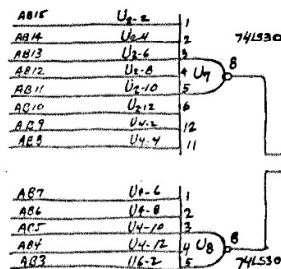 AB15 U2-2 1
AB14 U2-4 2
AB13 U2-6 3 8 74LS30
AB12 U2-8 4 U7
AB11 U2-10 5
AB10 U212 6
AB9 U4-2 12
AB8 U4-4 11
AB7 U4-6 1
AB6 U4-8 2
AB5 U4-10 3 8
AB4 U4-12 4 U8 74LS30
AB3 U6-2 5